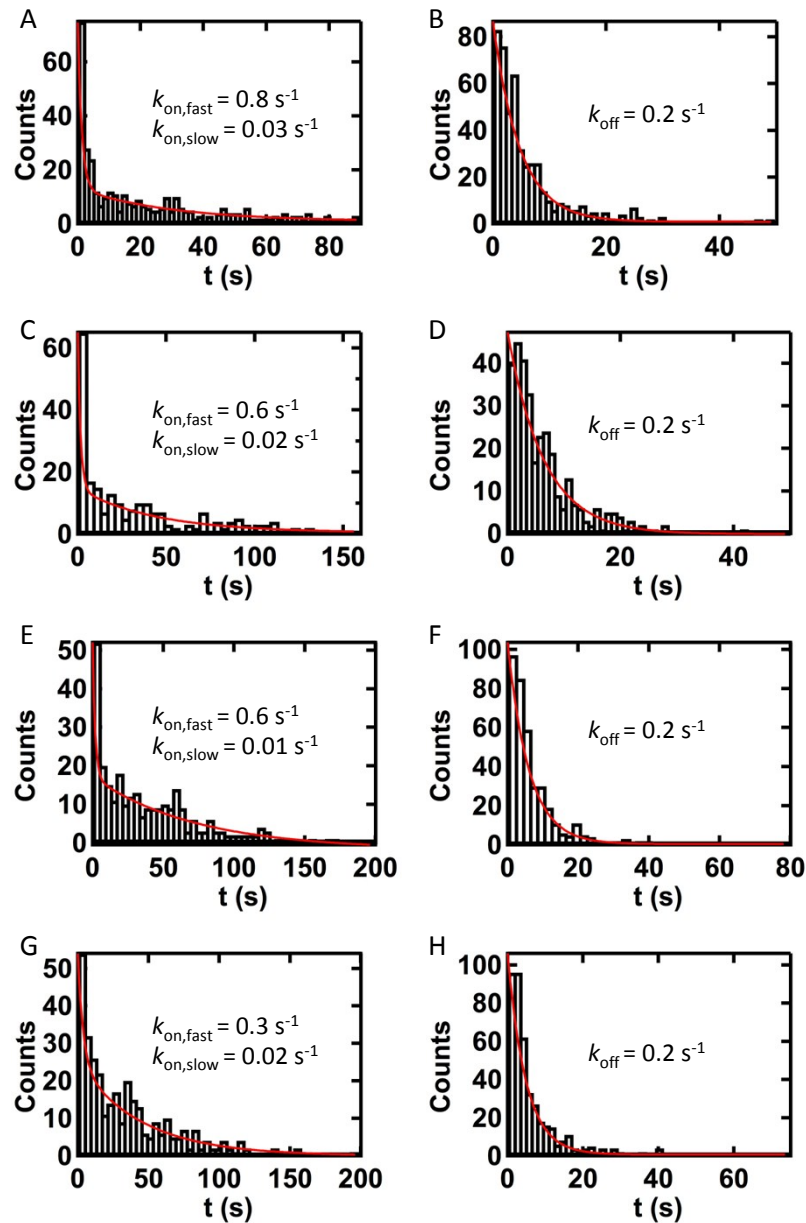 A
Counts
60
40
20
0
k_on,fast = 0.8 s⁻¹
k_on,slow = 0.03 s⁻¹
0 20 40 60 80
t (s)
B
Counts
80
60
40
20
0
k_off = 0.2 s⁻¹
0 20 40
t (s)
C
Counts
60
40
20
0
k_on,fast = 0.6 s⁻¹
k_on,slow = 0.02 s⁻¹
0 50 100 150
t (s)
D
Counts
40
30
20
10
0
k_off = 0.2 s⁻¹
0 20 40
t (s)
E
Counts
50
40
30
20
10
0
k_on,fast = 0.6 s⁻¹
k_on,slow = 0.01 s⁻¹
0 50 100 150 200
t (s)
F
Counts
100
80
60
40
20
0
k_off = 0.2 s⁻¹
0 20 40 60 80
t (s)
G
Counts
50
40
30
20
10
0
k_on,fast = 0.3 s⁻¹
k_on,slow = 0.02 s⁻¹
0 50 100 150 200
t (s)
H
Counts
100
80
60
40
20
0
k_off = 0.2 s⁻¹
0 20 40 60
t (s)